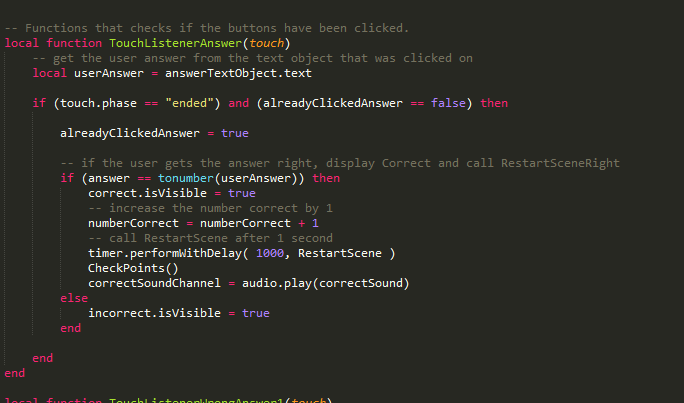 -- Functions that checks if the buttons have been clicked.
local function TouchListenerAnswer(touch)
-- get the user answer from the text object that was clicked on
local userAnswer = answerTextObject.text
if (touch.phase == "ended") and (alreadyClickedAnswer == false) then
alreadyClickedAnswer = true
-- if the user gets the answer right, display Correct and call RestartSceneRight
if (answer == tonumber(userAnswer)) then
correct.isVisible = true
-- increase the number correct by 1
numberCorrect = numberCorrect + 1
-- call RestartScene after 1 second
timer.performWithDelay( 1000, RestartScene )
CheckPoints()
correctSoundChannel = audio.play(correctSound)
else
incorrect.isVisible = true
end
end
end
local function TouchListenerWrongAnswer1(touch)